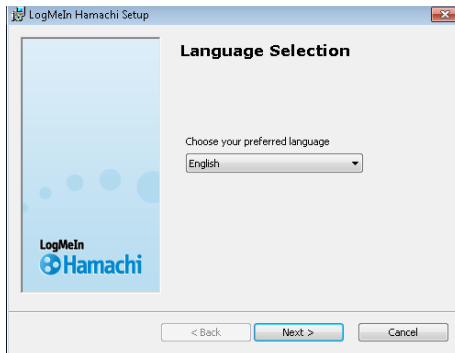 LogMeIn Hamachi Setup
Language Selection
Choose your preferred language
English
LogMeIn
Hamachi
< Back
Next >
Cancel